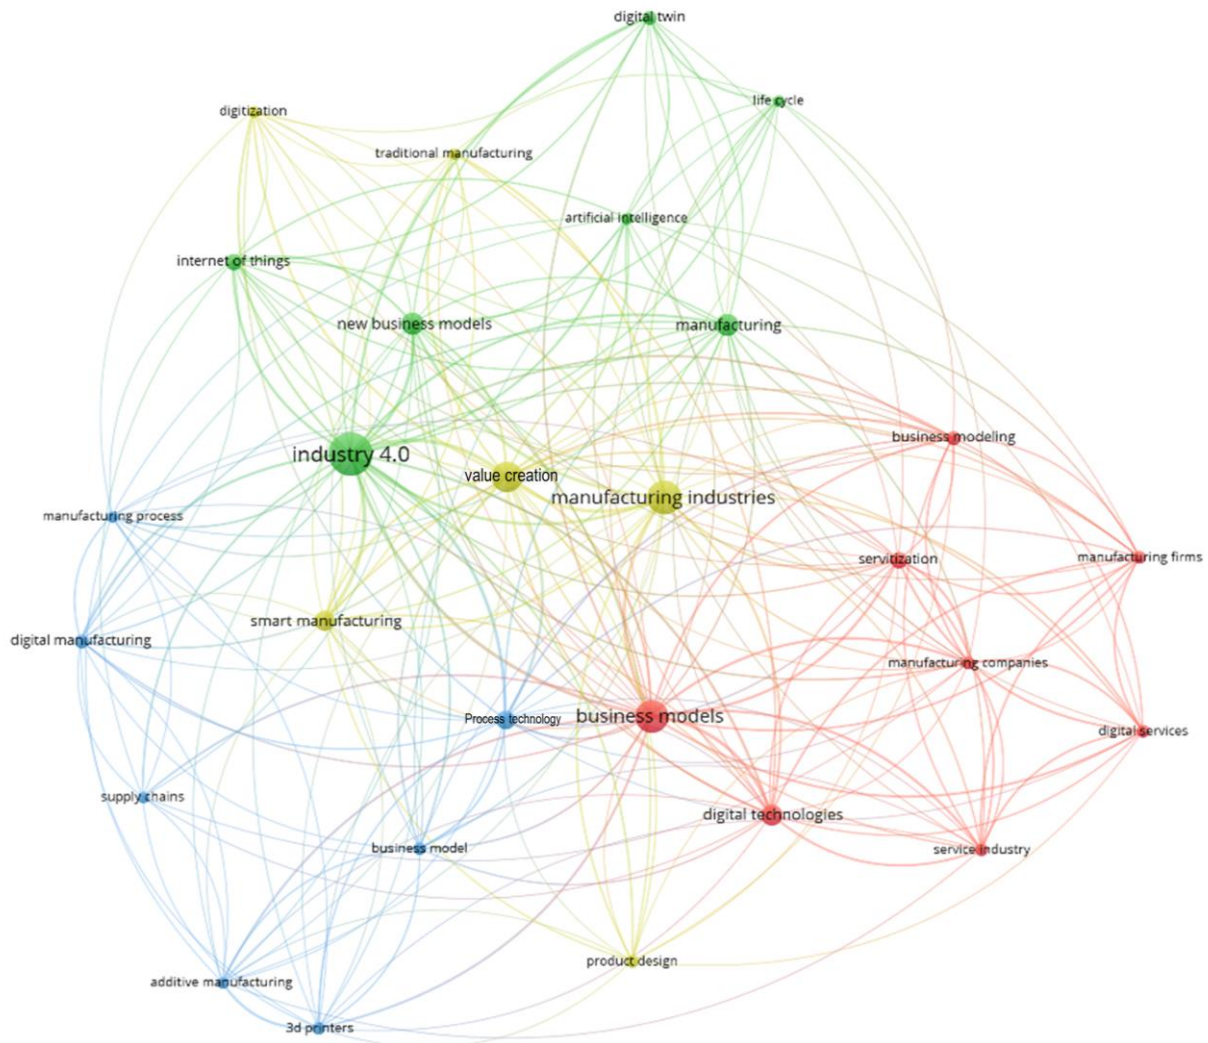 digital twin
life cycle
digitization
traditional manufacturing
artificial intelligence
internet of things
new business models
manufacturing
business modeling
industry 4.0
value creation
manufacturing industries
manufacturing process
servitization
manufacturing firms
smart manufacturing
digital manufacturing
manufacturing companies
Process technology
business models
digital services
supply chains
digital technologies
business model
service industry
product design
additive manufacturing
3d printers